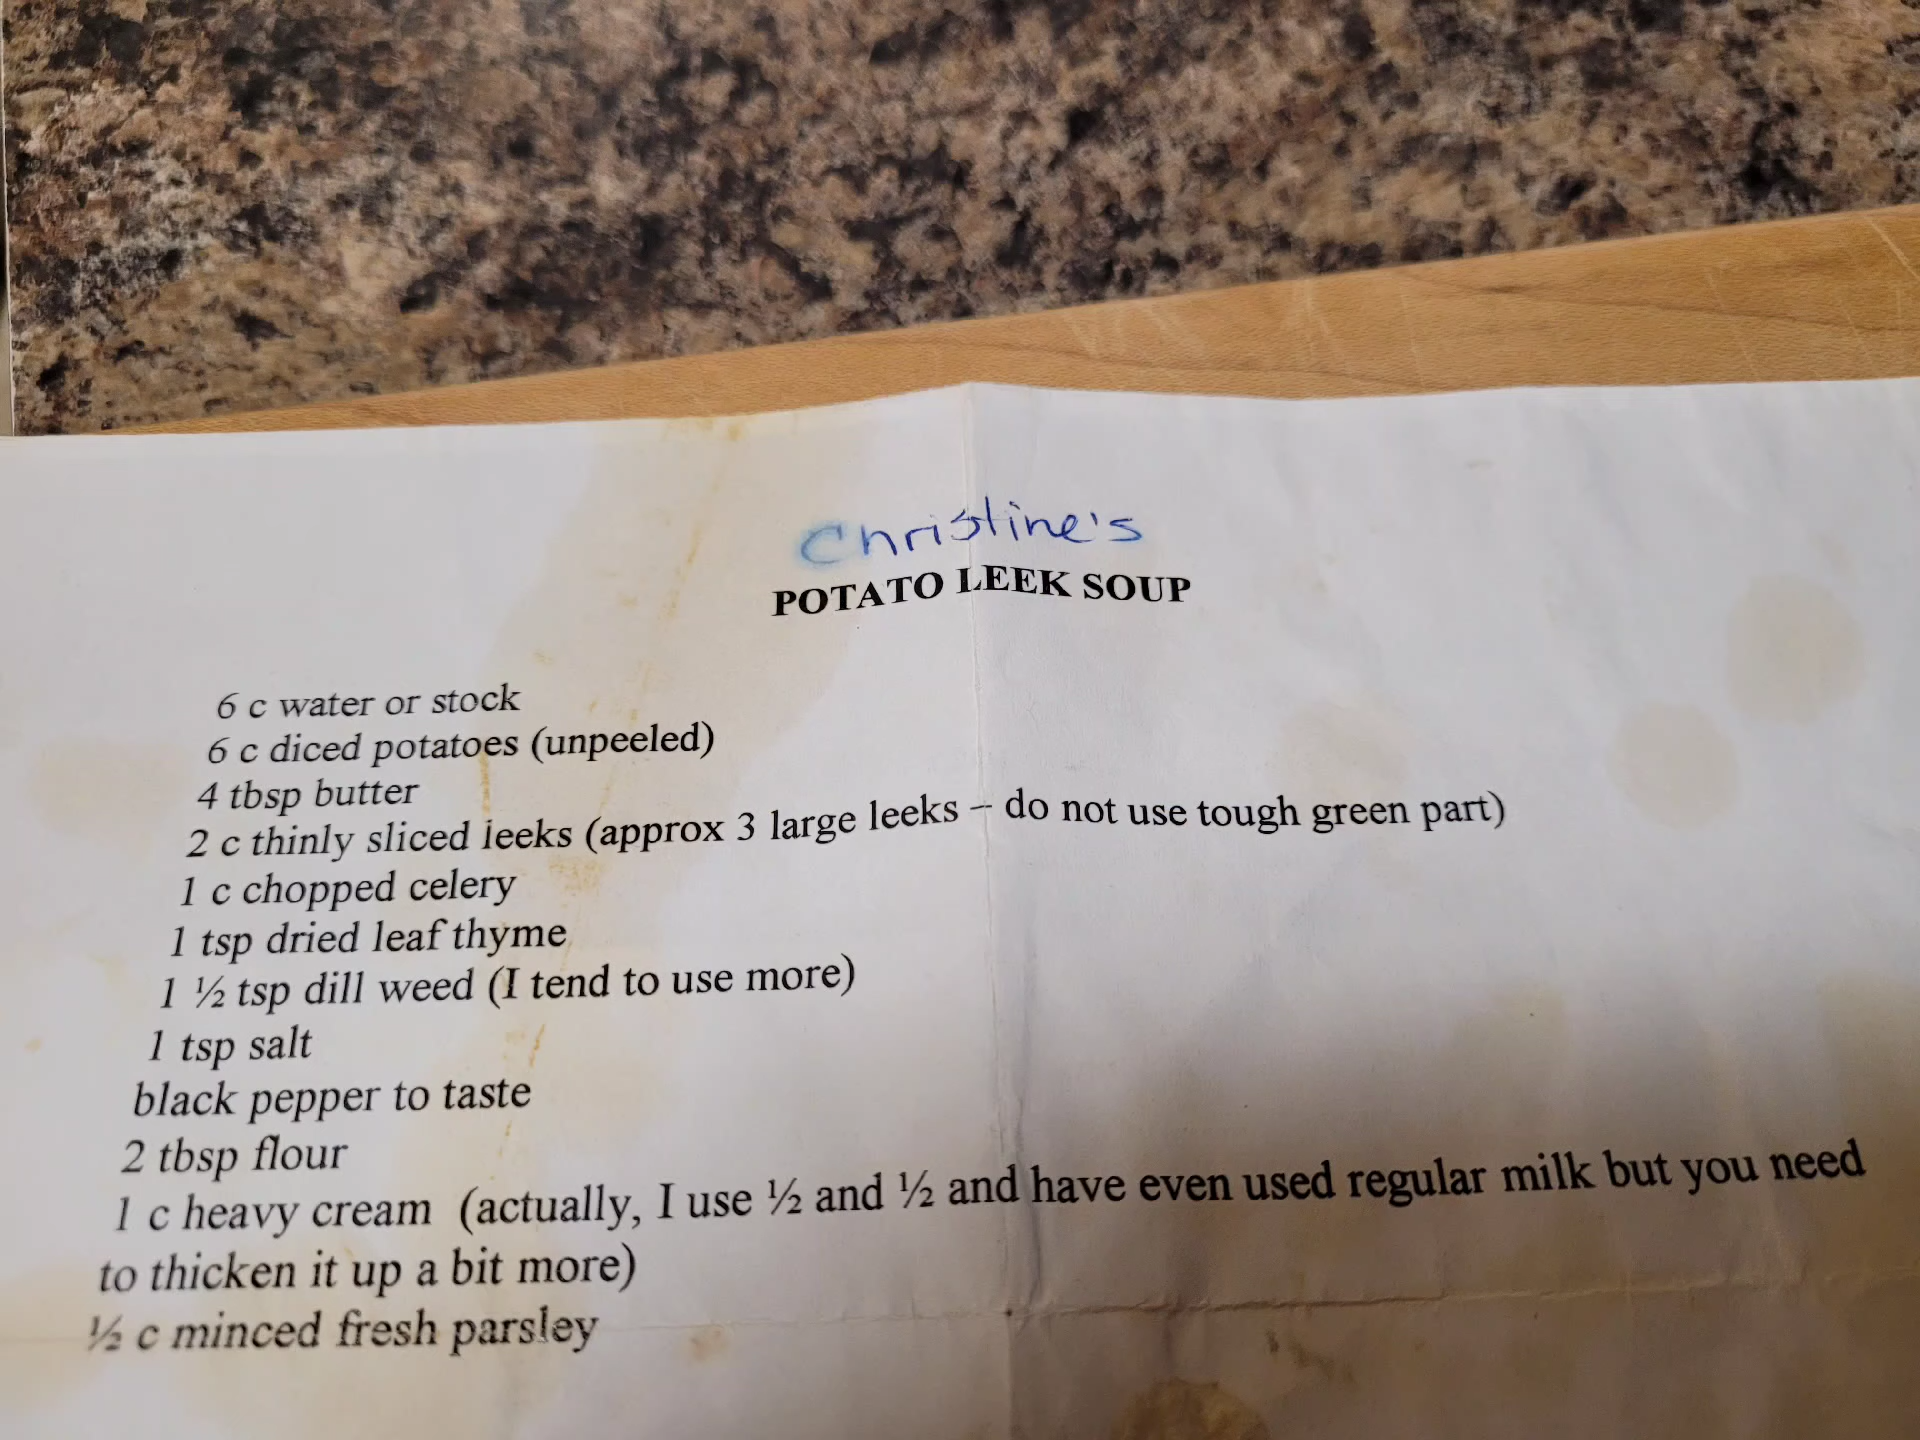 Christine's
POTATO LEEK SOUP
6 c water or stock
6 c diced potatoes (unpeeled)
4 tbsp butter
2 c thinly sliced leeks (approx 3 large leeks – do not use tough green part)
1 c chopped celery
1 tsp dried leaf thyme
1 ½ tsp dill weed (I tend to use more)
1 tsp salt
black pepper to taste
2 tbsp flour
1 c heavy cream (actually, I use ½ and ½ and have even used regular milk but you need
to thicken it up a bit more)
½ c minced fresh parsley